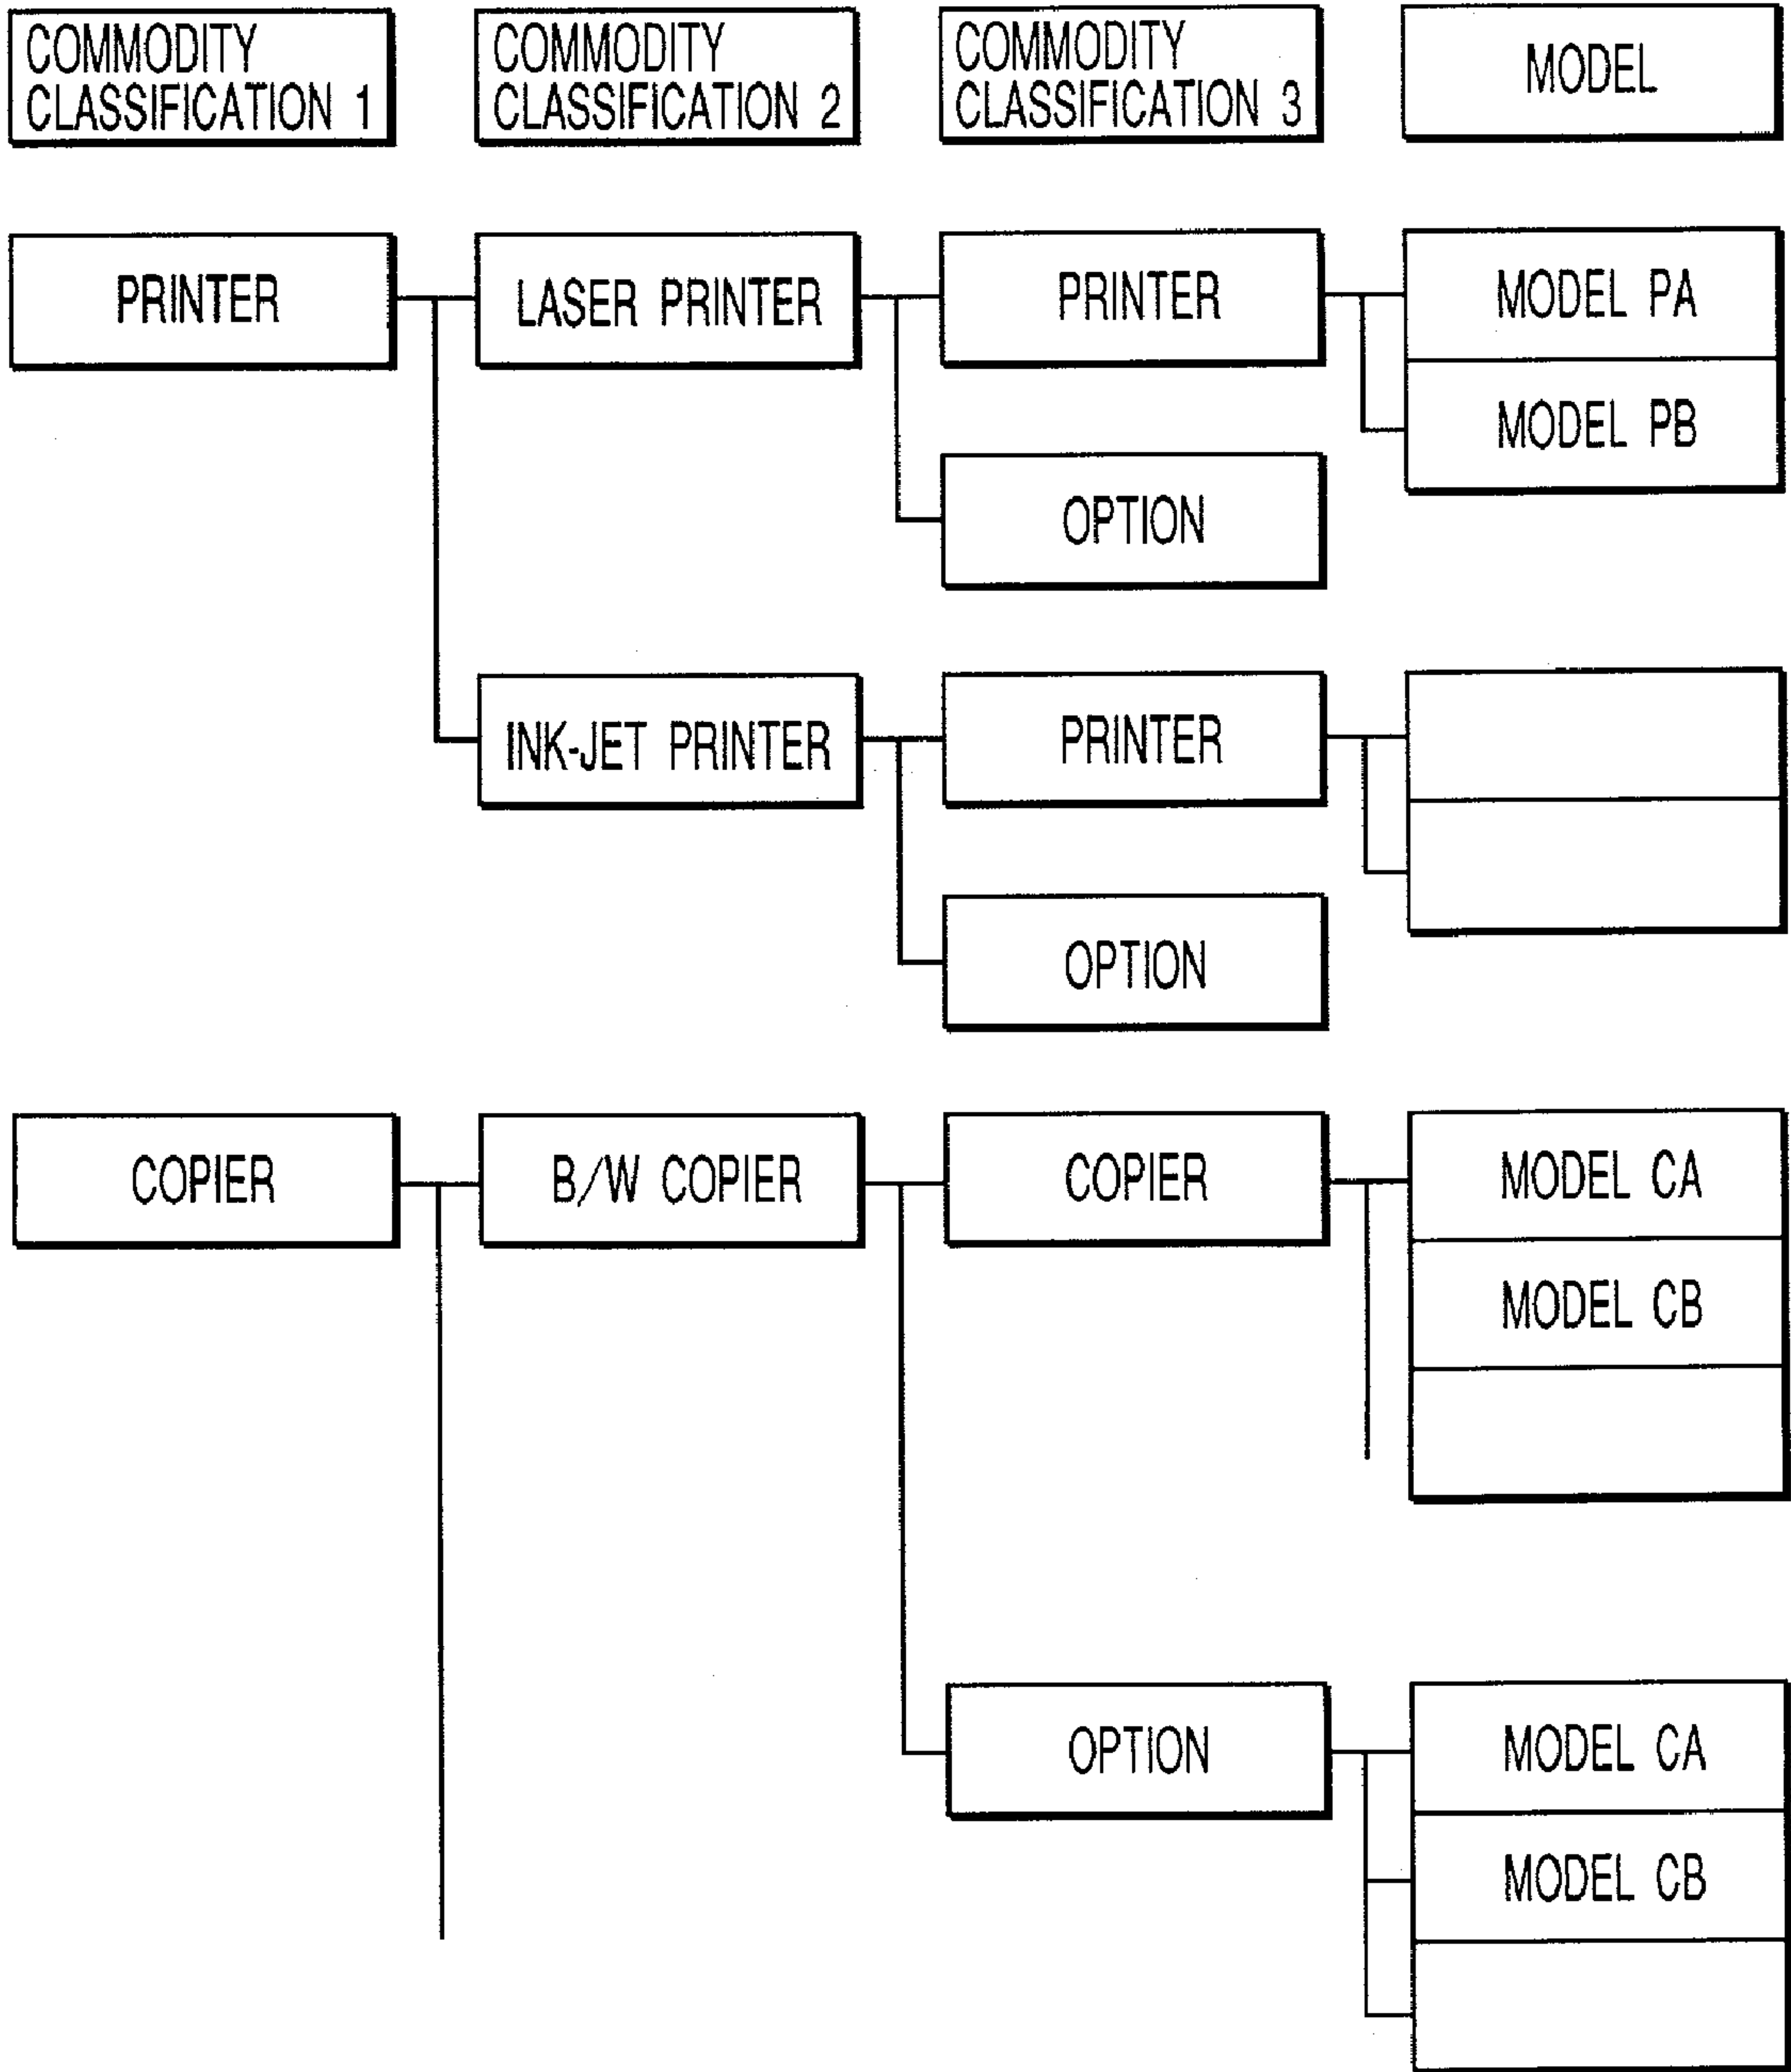 COMMODITY
CLASSIFICATION 1
COMMODITY
CLASSIFICATION 2
COMMODITY
CLASSIFICATION 3
MODEL
PRINTER
LASER PRINTER
PRINTER
MODEL PA
MODEL PB
OPTION
INK-JET PRINTER
PRINTER
OPTION
COPIER
B/W COPIER
COPIER
MODEL CA
MODEL CB
OPTION
MODEL CA
MODEL CB